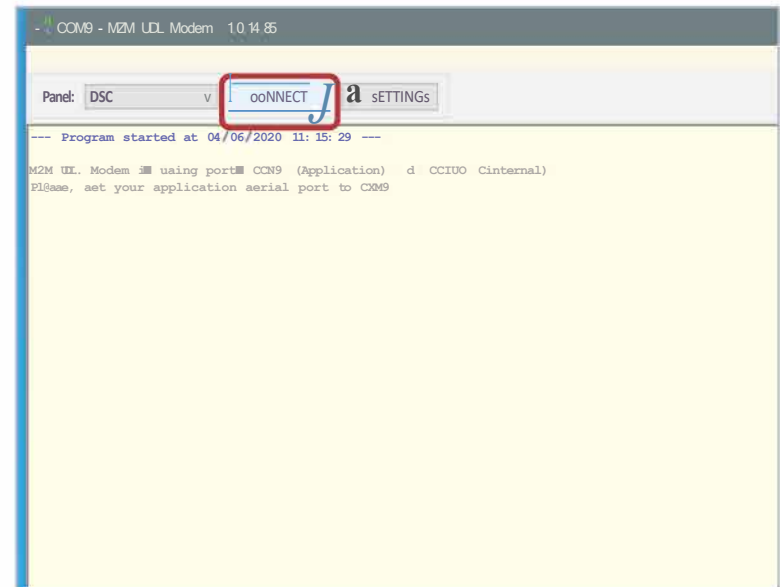 - COM9 - M2M UDL Modem 1.0.14.85
Panel: DSC v ooNNECT J a sETTINGs
--- Program started at 04/06/2020 11:15:29 ---
M2M UDL. Modem uaing port CCN9 (Application) d CCIUO Cinternal)
Pl@aae, aet your application aerial port to CXM9